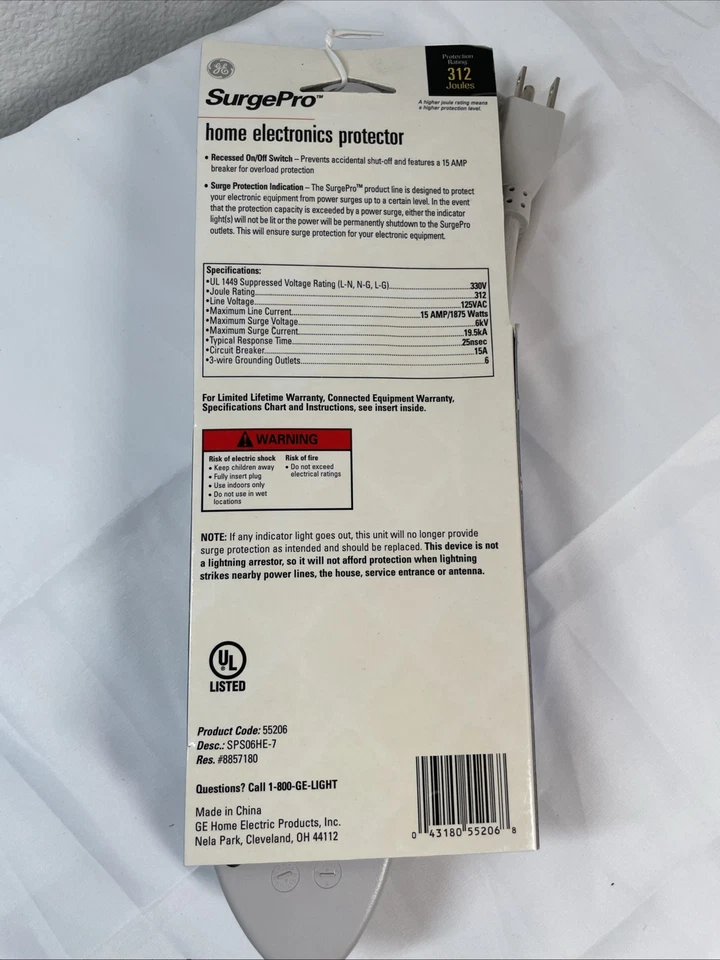 GE
Protection
Rating
312
Joules
SurgePro™
A higher joule rating means
a higher protection level.
home electronics protector
• Recessed On/Off Switch – Prevents accidental shut-off and features a 15 AMP
breaker for overload protection
• Surge Protection Indication – The SurgePro™ product line is designed to protect
your electronic equipment from power surges up to a certain level. In the event
that the protection capacity is exceeded by a power surge, either the indicator
light(s) will not be lit or the power will be permanently shutdown to the SurgePro
outlets. This will ensure surge protection for your electronic equipment.
Specifications:
•UL 1449 Suppressed Voltage Rating (L-N, N-G, L-G)...330V
•Joule Rating...312
•Line Voltage...125VAC
•Maximum Line Current...15 AMP/1875 Watts
•Maximum Surge Voltage...6kV
•Maximum Surge Current...19.5kA
•Typical Response Time...25nsec
•Circuit Breaker...15A
•3-wire Grounding Outlets...6
For Limited Lifetime Warranty, Connected Equipment Warranty,
Specifications Chart and Instructions, see insert inside.
WARNING
Risk of electric shock
• Keep children away
• Fully insert plug
• Use indoors only
• Do not use in wet
locations
Risk of fire
• Do not exceed
electrical ratings
NOTE: If any indicator light goes out, this unit will no longer provide
surge protection as intended and should be replaced. This device is not
a lightning arrestor, so it will not afford protection when lightning
strikes nearby power lines, the house, service entrance or antenna.
UL
LISTED
Product Code: 55206
Desc.: SPS06HE-7
Res. #8857180
Questions? Call 1-800-GE-LIGHT
Made in China
GE Home Electric Products, Inc.
Nela Park, Cleveland, OH 44112
0 43180 55206 8